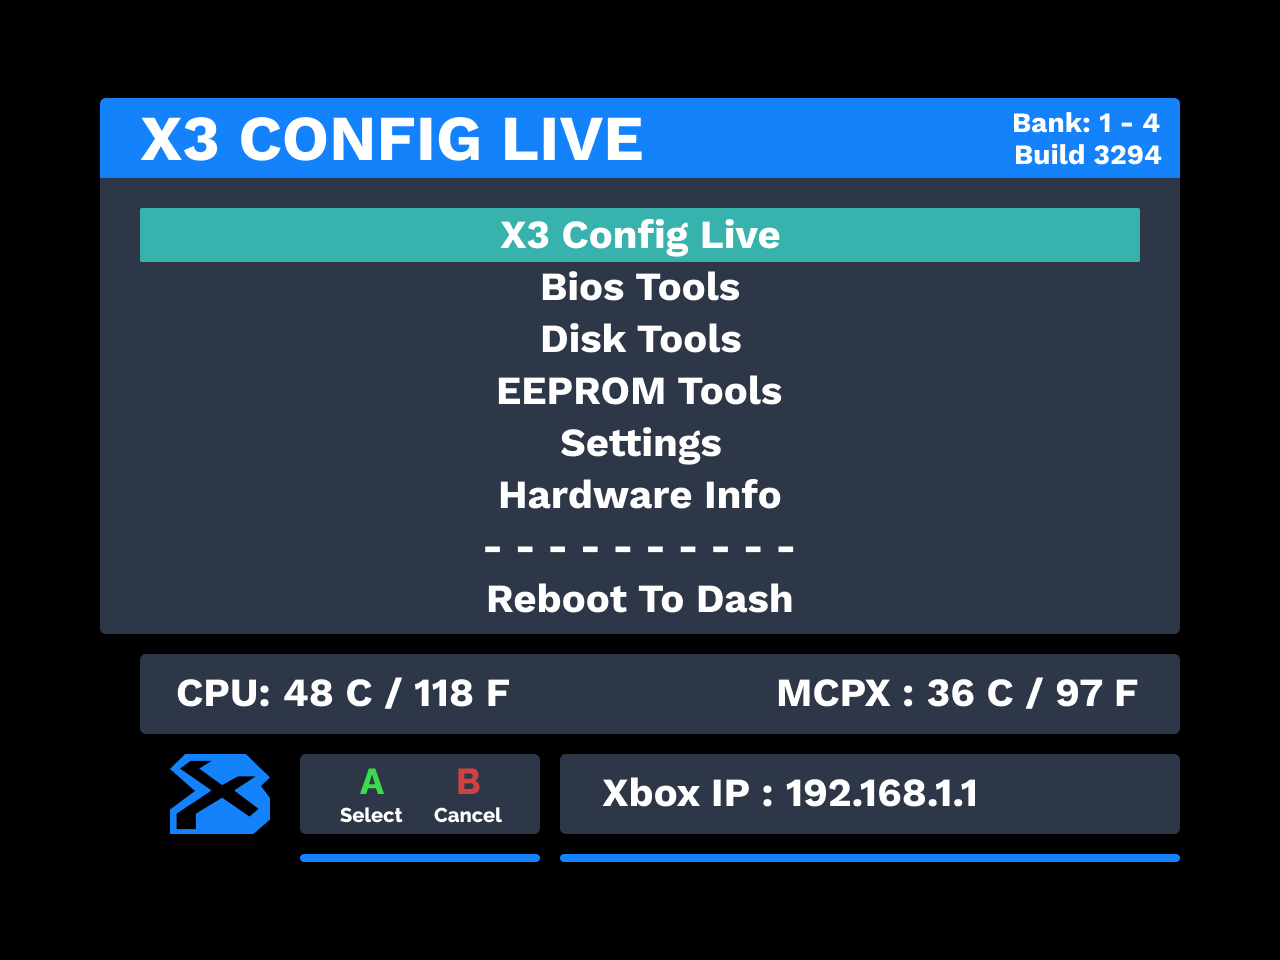 X3 CONFIG LIVE
Bank: 1 - 4
Build 3294
X3 Config Live
Bios Tools
Disk Tools
EEPROM Tools
Settings
Hardware Info
- - - - - - - - - -
Reboot To Dash
CPU: 48 C / 118 F
MCPX : 36 C / 97 F
A B
Select Cancel
Xbox IP : 192.168.1.1